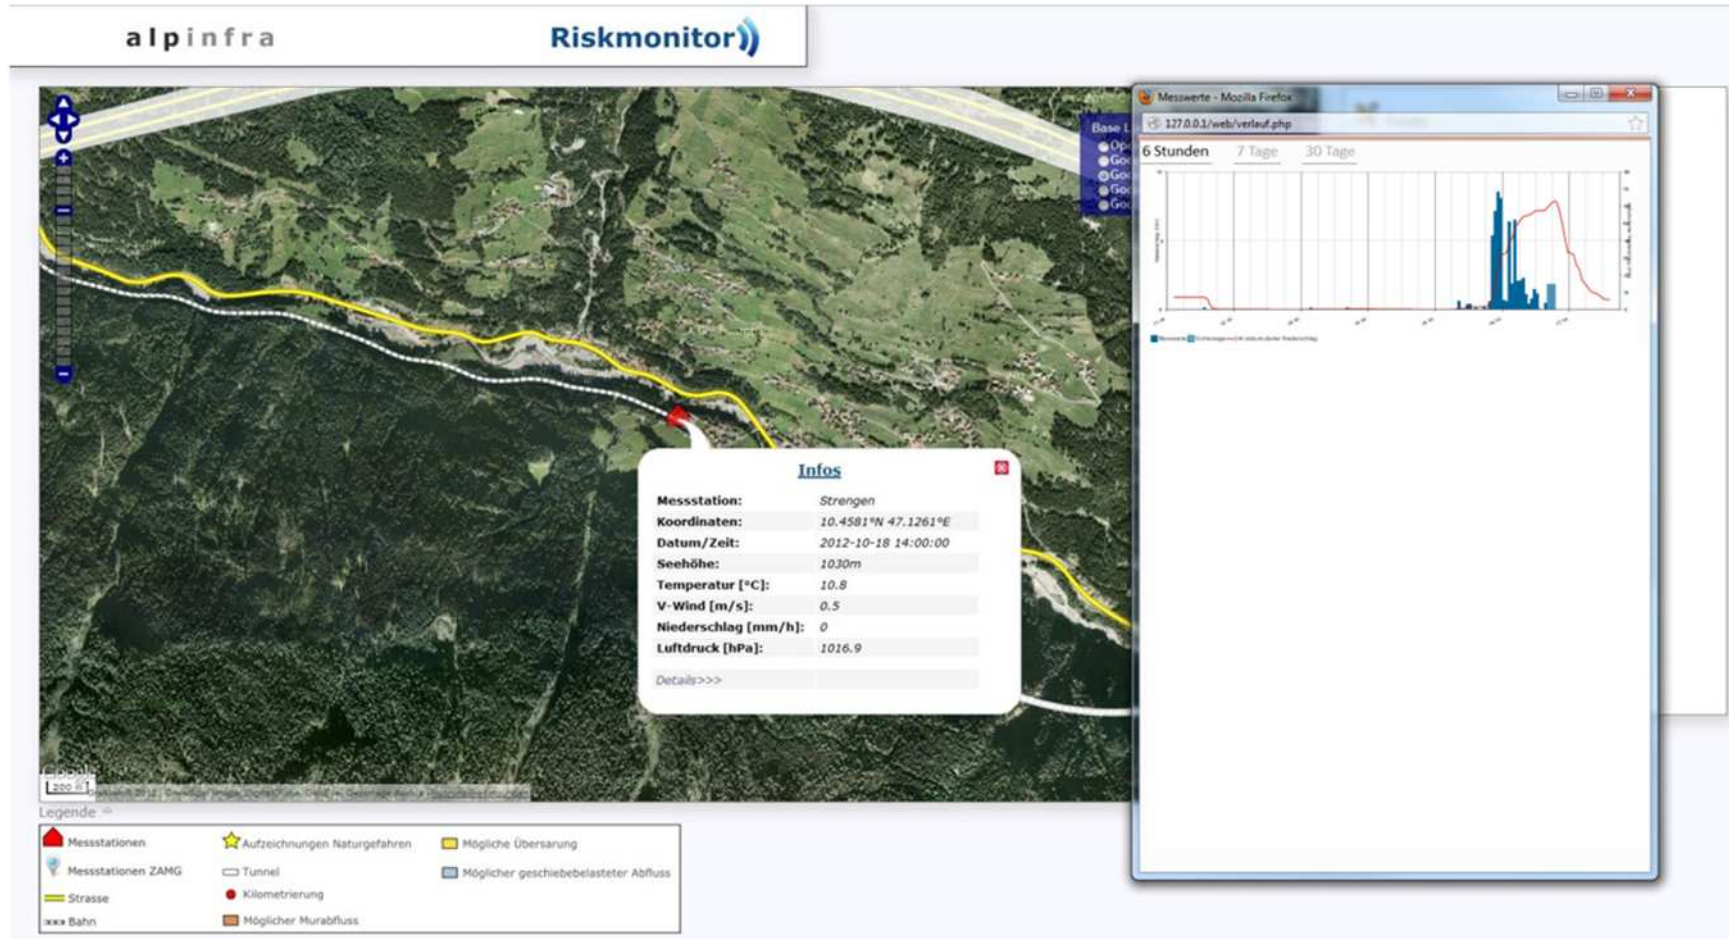 alpinfra
Riskmonitor
Messwerte - Mozilla Firefox
127.0.0.1/web/verlauf.php
6 Stunden 7 Tage 30 Tage
Base L
Infos
Messstation: Strengen
Koordinaten: 10.4581°N 47.1261°E
Datum/Zeit: 2012-10-18 14:00:00
Seehöhe: 1030m
Temperatur [°C]: 10.8
V-Wind [m/s]: 0.5
Niederschlag [mm/h]: 0
Luftdruck [hPa]: 1016.9
Details>>>
200 m
Legende
Messstationen
Aufzeichnungen Naturgefahren
Mögliche Übersarung
Messstationen ZAMG
Tunnel
Möglicher geschiebebelasteter Abfluss
Strasse
Kilometrierung
Bahn
Möglicher Murabfluss